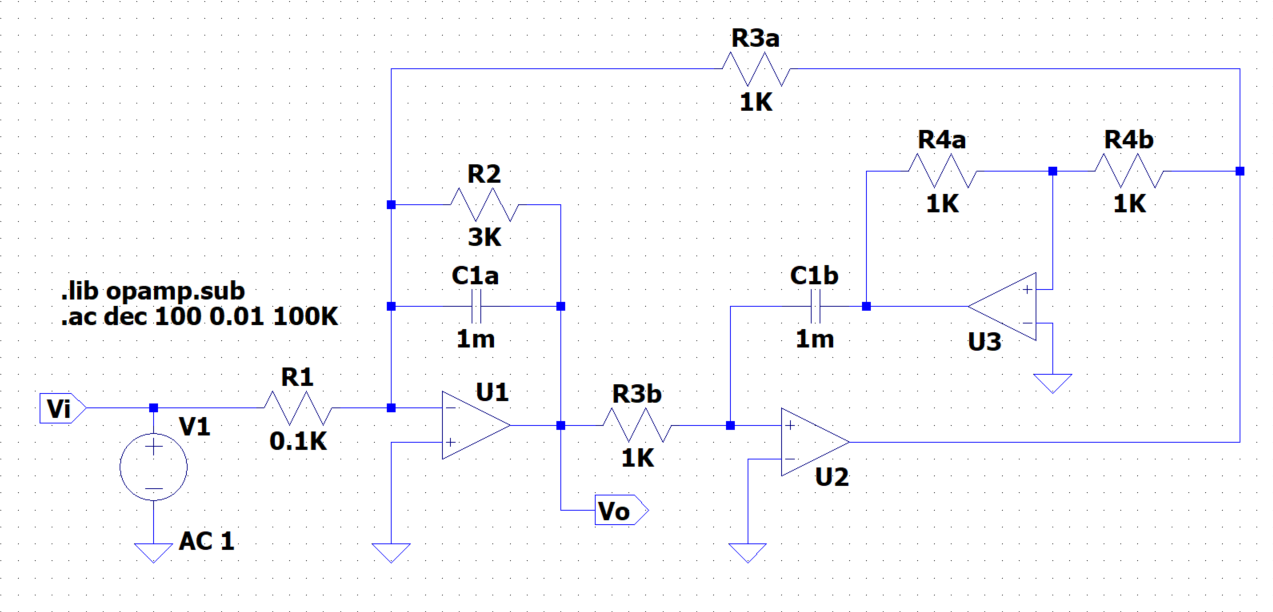 R3a
1K
R4a
R4b
1K
1K
R2
3K
C1a
1m
C1b
1m
.lib opamp.sub
.ac dec 100 0.01 100K
+
−
U3
Vi
V1
+
−
AC 1
R1
0.1K
−
+
U1
R3b
1K
+
−
U2
Vo